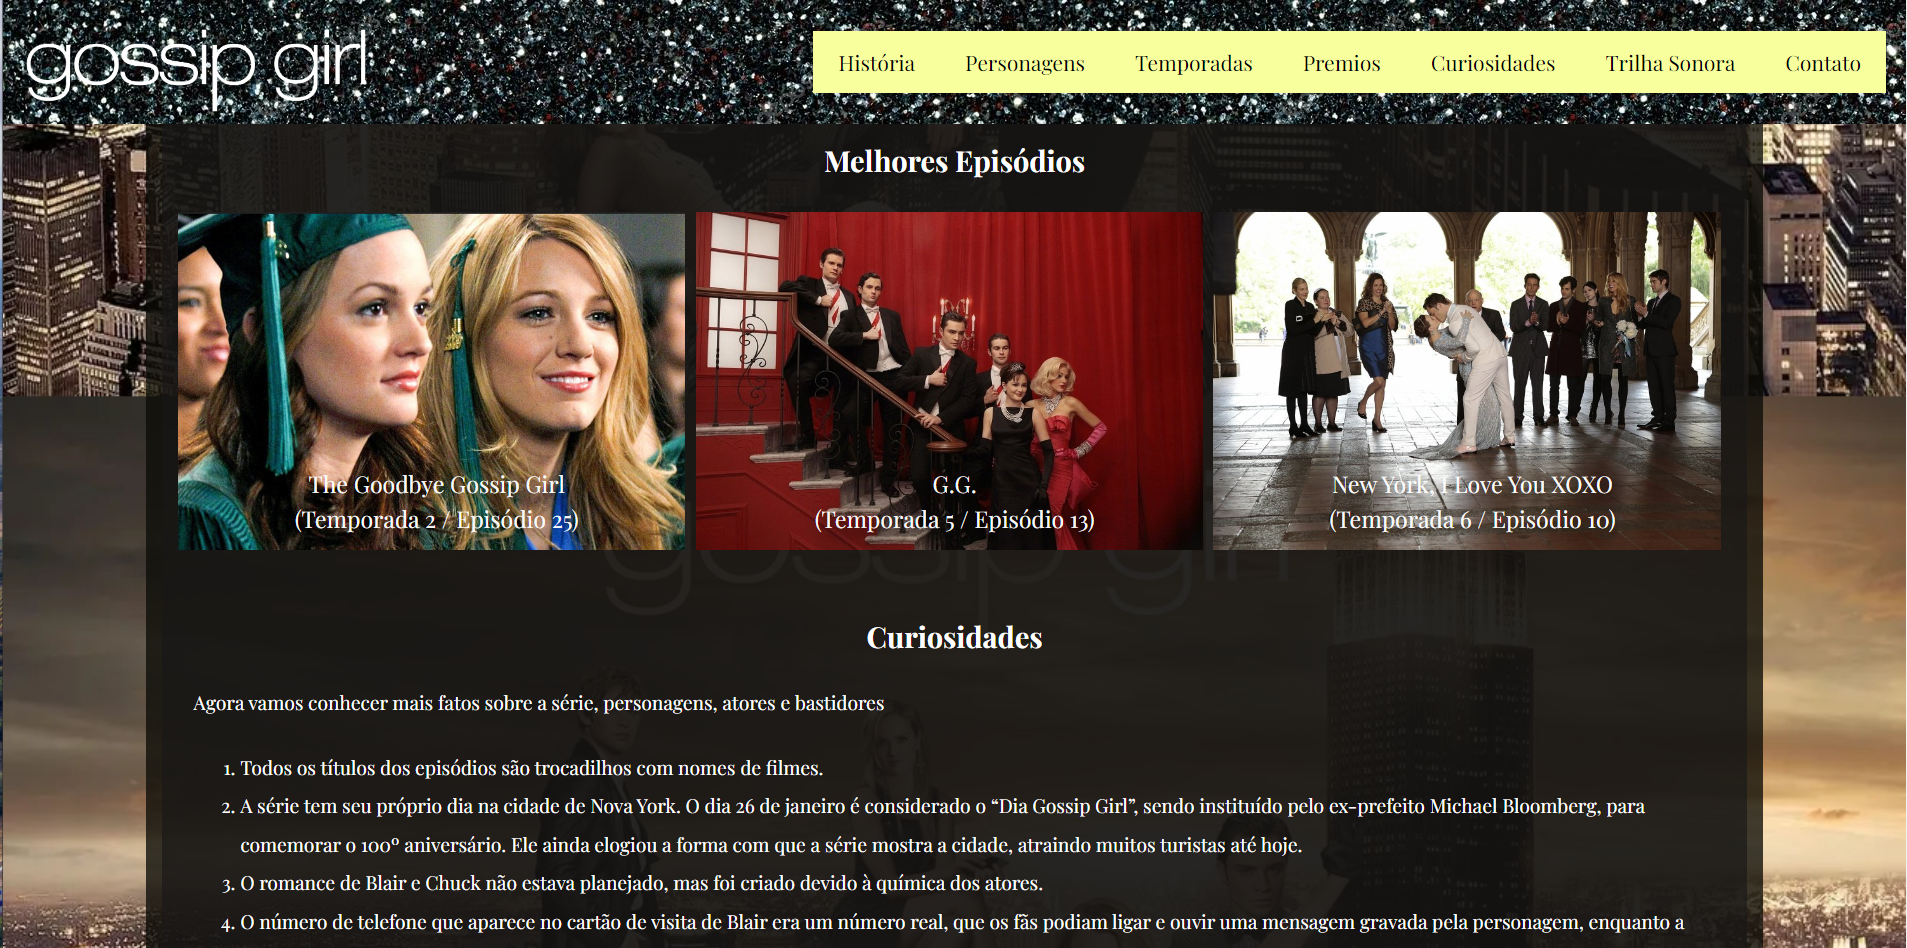 gossip girl
História Personagens Temporadas Premios Curiosidades Trilha Sonora Contato
Melhores Episódios
The Goodbye Gossip Girl
(Temporada 2 / Episódio 25)
G.G.
(Temporada 5 / Episódio 13)
New York, I Love You XOXO
(Temporada 6 / Episódio 10)
gossip girl
Curiosidades
Agora vamos conhecer mais fatos sobre a série, personagens, atores e bastidores
1. Todos os títulos dos episódios são trocadilhos com nomes de filmes.
2. A série tem seu próprio dia na cidade de Nova York. O dia 26 de janeiro é considerado o “Dia Gossip Girl”, sendo instituído pelo ex-prefeito Michael Bloomberg, para
comemorar o 100º aniversário. Ele ainda elogiou a forma com que a série mostra a cidade, atraindo muitos turistas até hoje.
3. O romance de Blair e Chuck não estava planejado, mas foi criado devido à química dos atores.
4. O número de telefone que aparece no cartão de visita de Blair era um número real, que os fãs podiam ligar e ouvir uma mensagem gravada pela personagem, enquanto a